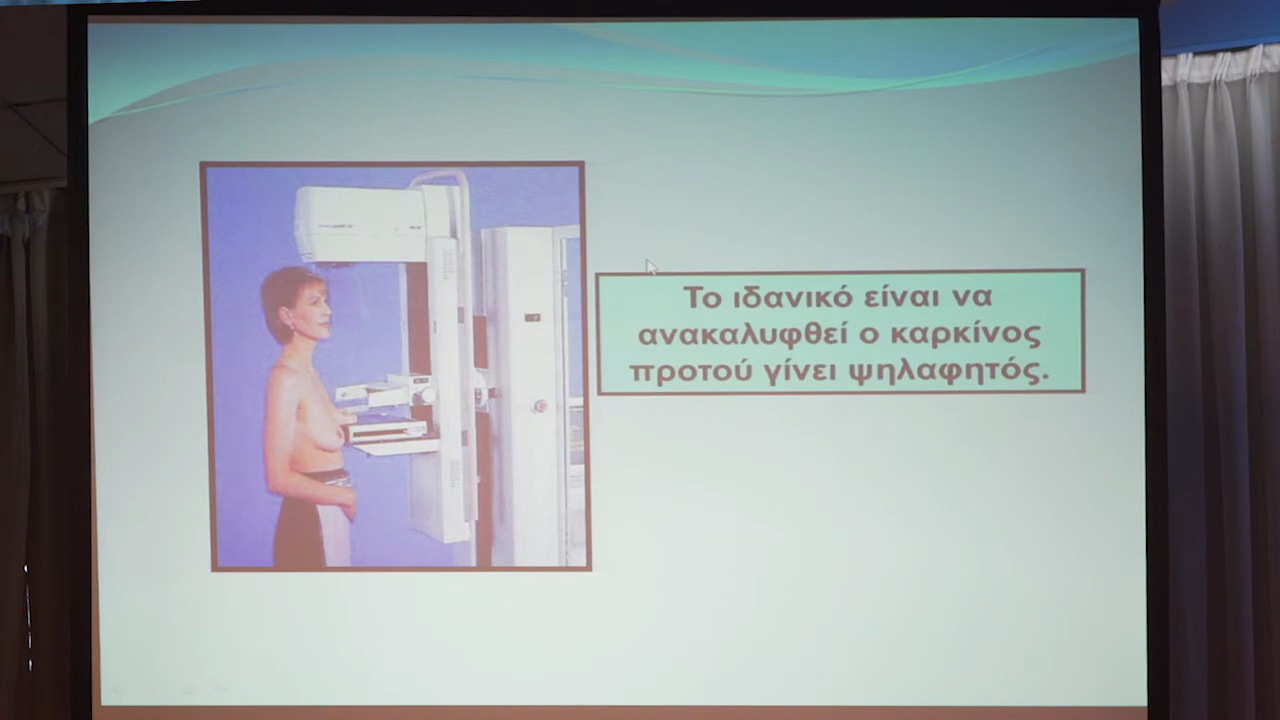 Το ιδανικό είναι να
ανακαλυφθεί ο καρκίνος
προτού γίνει ψηλαφητός.